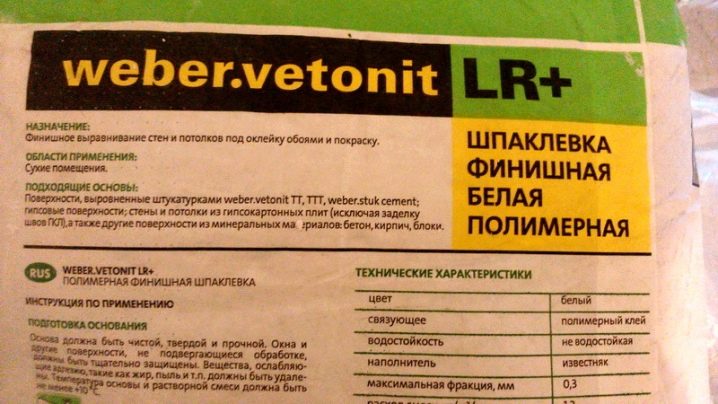 weber.vetonit LR+
НАЗНАЧЕНИЕ:
Финишное выравнивание стен и потолков под оклейку обоями и покраску.
ОБЛАСТИ ПРИМЕНЕНИЯ:
Сухие помещения.
ПОДХОДЯЩИЕ ОСНОВЫ:
Поверхности, выровненные штукатурками weber.vetonit TT, TTT, weber.stuk cement;
гипсовые поверхности; стены и потолки из гипсокартонных плит (исключая заделку
швов ГКЛ), а также другие поверхности из минеральных ма ериалов: бетон, кирпич, блоки.
ШПАКЛЕВКА
ФИНИШНАЯ
БЕЛАЯ
ПОЛИМЕРНАЯ
RUS WEBER.VETONIT LR+
ПОЛИМЕРНАЯ ФИНИШНАЯ ШПАКЛЕВКА
ИНСТРУКЦИЯ ПО ПРИМЕНЕНИЮ
ПОДГОТОВКА ОСНОВАНИЯ
Основа должна быть чистой, твердой и прочной. Окна и
другие поверхности, не подвергающиеся обработке,
должны быть тщательно защищены. Вещества, ослабляю-
щие адгезию, такие как жир, пыль и т.п. должны быть удале-
ны. Температура основы и растворной смеси должна быть
не менее +10 °С.
ТЕХНИЧЕСКИЕ ХАРАКТЕРИСТИКИ
цвет белый
связующее полимерный клей
водостойкость не водостойкая
наполнитель известняк
максимальная фракция, мм 0,3